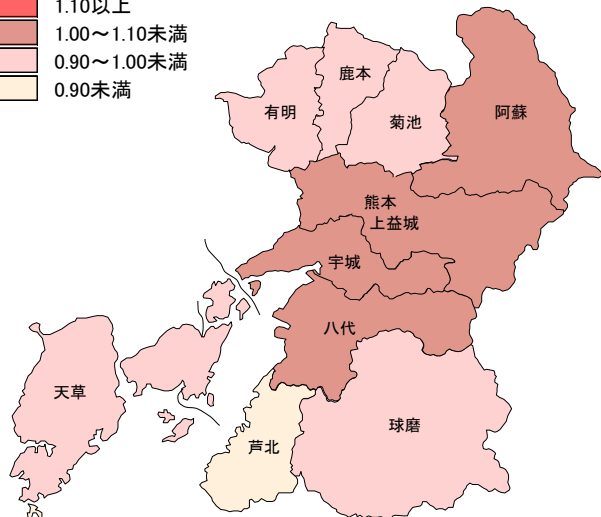 1.10以上
1.00～1.10未満
0.90～1.00未満
0.90未満
鹿本
有明
菊池
阿蘇
熊本
上益城
宇城
八代
天草
球磨
芦北